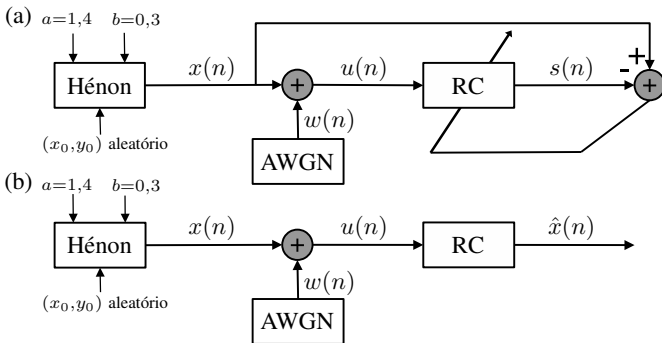 (a)
a=1,4 b=0,3
Hénon
x(n)
+
u(n)
RC
s(n)
+
-
+
(x₀,y₀) aleatório
w(n)
AWGN
(b)
a=1,4 b=0,3
Hénon
x(n)
+
u(n)
RC
x̂(n)
(x₀,y₀) aleatório
w(n)
AWGN